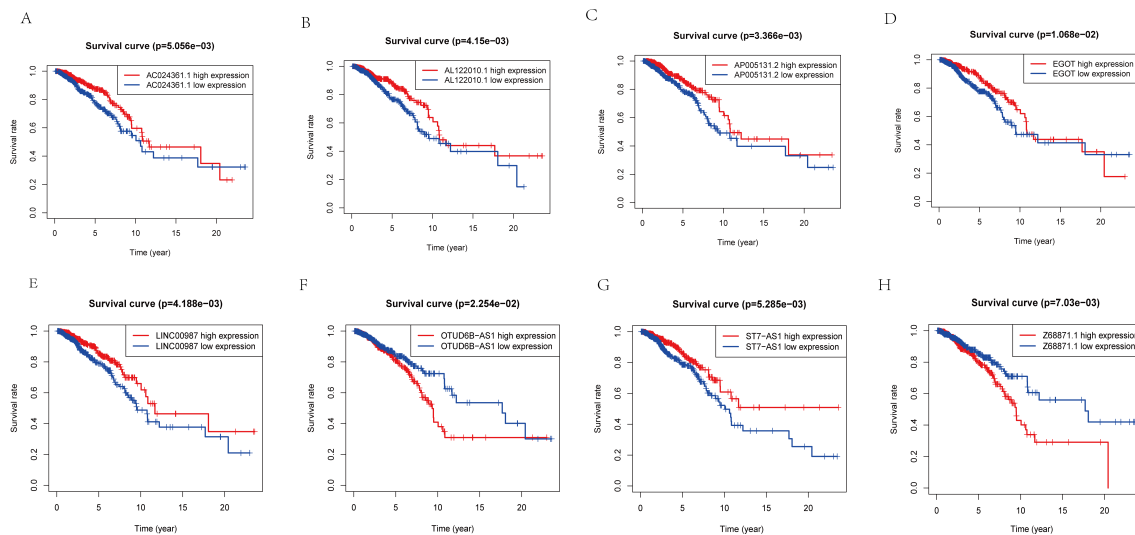 A
Survival curve (p=5.056e−03)
Survival rate
1.0
0.8
0.6
0.4
0.2
0.0
AC024361.1 high expression
AC024361.1 low expression
0 5 10 15 20
Time (year)
B
Survival curve (p=4.15e−03)
Survival rate
1.0
0.8
0.6
0.4
0.2
0.0
AL122010.1 high expression
AL122010.1 low expression
0 5 10 15 20
Time (year)
C
Survival curve (p=3.366e−03)
Survival rate
1.0
0.8
0.6
0.4
0.2
0.0
AP005131.2 high expression
AP005131.2 low expression
0 5 10 15 20
Time (year)
D
Survival curve (p=1.068e−02)
Survival rate
1.0
0.8
0.6
0.4
0.2
0.0
EGOT high expression
EGOT low expression
0 5 10 15 20
Time (year)
E
Survival curve (p=4.188e−03)
Survival rate
1.0
0.8
0.6
0.4
0.2
0.0
LINC00987 high expression
LINC00987 low expression
0 5 10 15 20
Time (year)
F
Survival curve (p=2.254e−02)
Survival rate
1.0
0.8
0.6
0.4
0.2
0.0
OTUD6B−AS1 high expression
OTUD6B−AS1 low expression
0 5 10 15 20
Time (year)
G
Survival curve (p=5.285e−03)
Survival rate
1.0
0.8
0.6
0.4
0.2
0.0
ST7−AS1 high expression
ST7−AS1 low expression
0 5 10 15 20
Time (year)
H
Survival curve (p=7.03e−03)
Survival rate
1.0
0.8
0.6
0.4
0.2
0.0
Z68871.1 high expression
Z68871.1 low expression
0 5 10 15 20
Time (year)